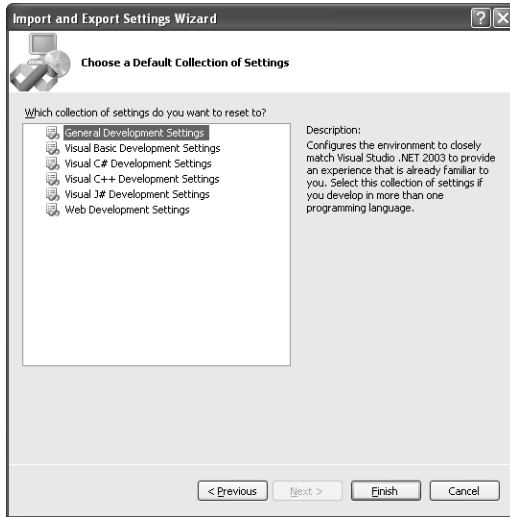 Import and Export Settings Wizard
Choose a Default Collection of Settings
Which collection of settings do you want to reset to?
General Development Settings
Visual Basic Development Settings
Visual C# Development Settings
Visual C++ Development Settings
Visual J# Development Settings
Web Development Settings
Description:
Configures the environment to closely
match Visual Studio .NET 2003 to provide
an experience that is already familiar to
you. Select this collection of settings if
you develop in more than one
programming language.
< Previous
Next >
Finish
Cancel